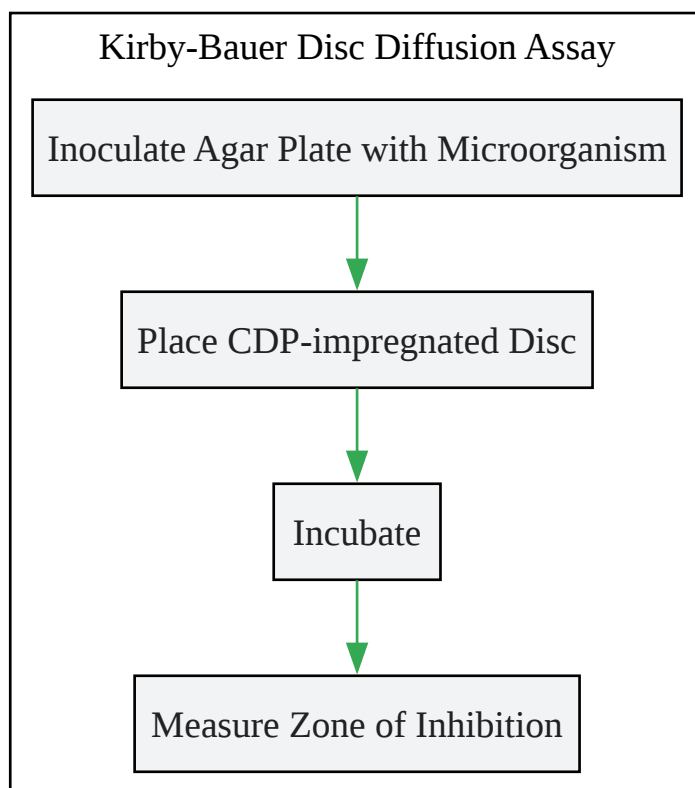 Kirby-Bauer Disc Diffusion Assay
Inoculate Agar Plate with Microorganism
Place CDP-impregnated Disc
Incubate
Measure Zone of Inhibition